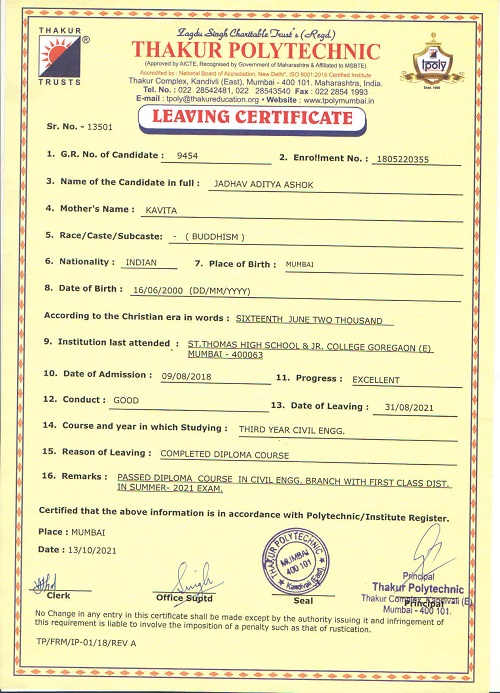 THAKUR
TRUSTS
®
Zagdu Singh Charitable Trust's (Regd.)
THAKUR POLYTECHNIC
(Approved by AICTE, Recognised by Government of Maharashtra & Affiliated to MSBTE)
Accredited by : National Board of Accreditation, New Delhi*, ISO 9001:2015 Certified Institute
Thakur Complex, Kandivli (East), Mumbai - 400 101. Maharashtra, India.
Tel. No. : 022 28542481, 022 28543540 Fax : 022 2854 1993
E-mail : tpoly@thakureducation.org • Website : www.tpolymumbai.in
tpoly
LEAVING CERTIFICATE
Sr. No. - 13501
1. G.R. No. of Candidate : 9454
2. Enrollment No. : 1805220355
3. Name of the Candidate in full : JADHAV ADITYA ASHOK
4. Mother's Name : KAVITA
5. Race/Caste/Subcaste: - ( BUDDHISM )
6. Nationality : INDIAN 7. Place of Birth : MUMBAI
8. Date of Birth : 16/06/2000 (DD/MM/YYYY)
According to the Christian era in words : SIXTEENTH JUNE TWO THOUSAND
9. Institution last attended : ST.THOMAS HIGH SCHOOL & JR. COLLEGE GOREGAON (E)
MUMBAI - 400063
10. Date of Admission : 09/08/2018 11. Progress : EXCELLENT
12. Conduct : GOOD
13. Date of Leaving : 31/08/2021
14. Course and year in which Studying : THIRD YEAR CIVIL ENGG.
15. Reason of Leaving : COMPLETED DIPLOMA COURSE
16. Remarks : PASSED DIPLOMA COURSE IN CIVIL ENGG. BRANCH WITH FIRST CLASS DIST.
IN SUMMER- 2021 EXAM.
Certified that the above information is in accordance with Polytechnic/Institute Register.
Place : MUMBAI
Date : 13/10/2021
THAKUR POLYTECHNIC
MUMBAI
400 101
Kandivali (East)
Clerk
Office Suptd
Seal
Principal
Principal
Thakur Polytechnic
Thakur Complex, Kandivali (E)
Mumbai - 400 101.
No Change in any entry in this certificate shall be made except by the authority issuing it and infringement of
this requirement is liable to involve the imposition of a penalty such as that of rustication.
TP/FRM/IP-01/18/REV A